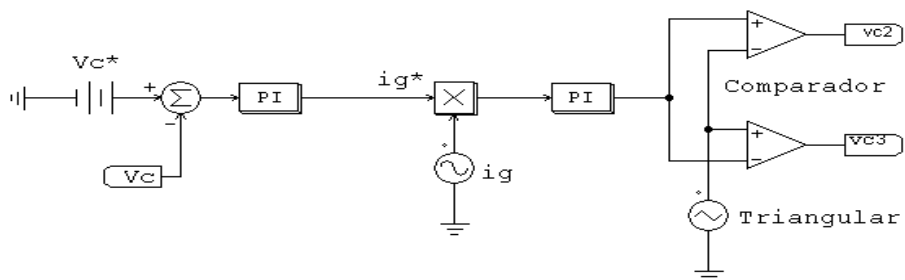 Vc*
+
Σ
-
Vc
PI
ig*
×
ig
PI
+
-
vc2
Comparador
+
-
vc3
Triangular